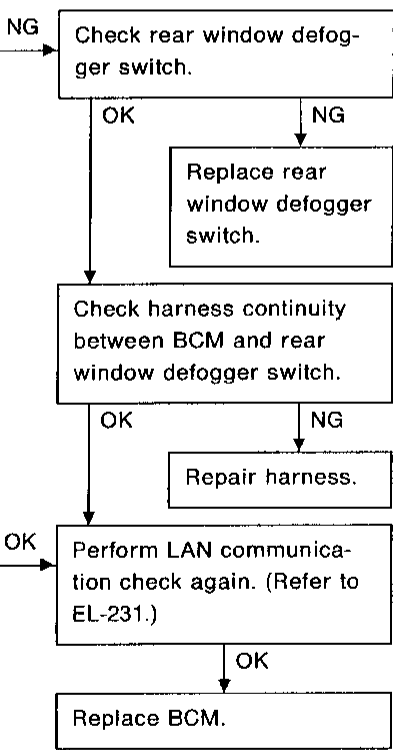 NG
Check rear window defog-
ger switch.
OK
NG
Replace rear
window defogger
switch.
Check harness continuity
between BCM and rear
window defogger switch.
OK
NG
Repair harness.
OK
Perform LAN communica-
tion check again. (Refer to
EL-231.)
OK
Replace BCM.